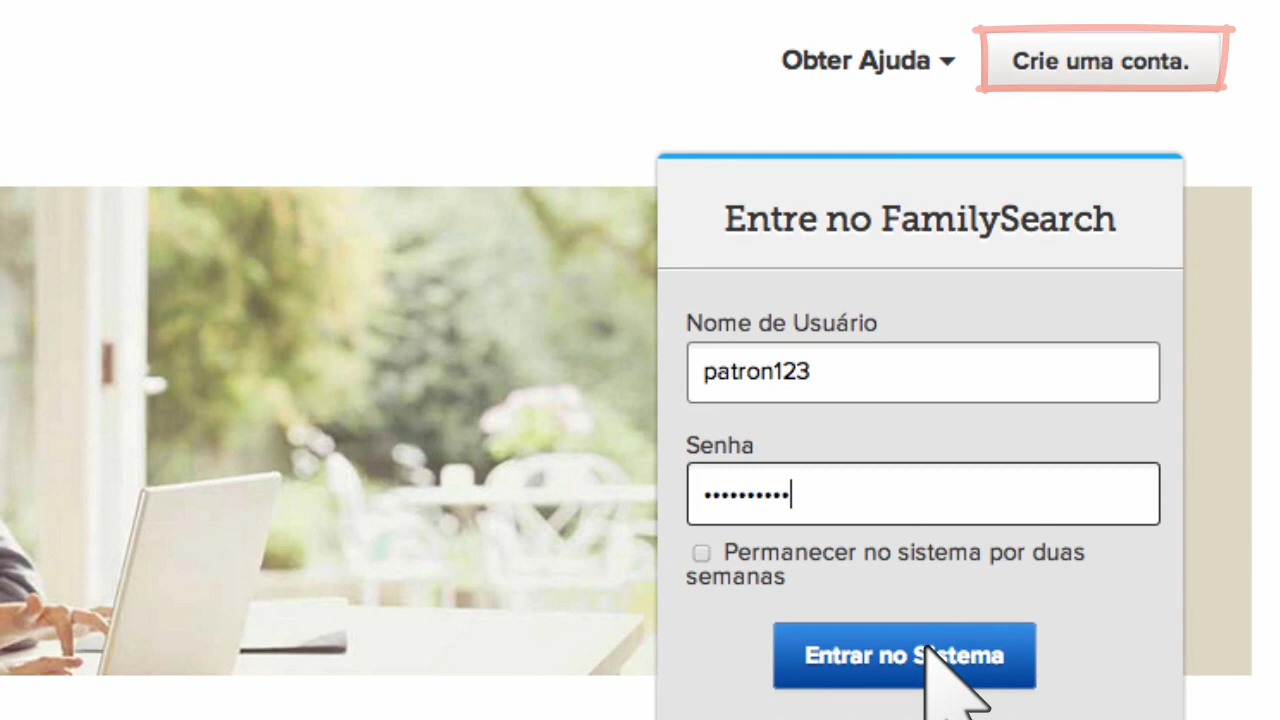 Obter Ajuda
Crie uma conta.
Entre no FamilySearch
Nome de Usuário
patron123
Senha
••••••••••
Permanecer no sistema por duas
semanas
Entrar no Sistema